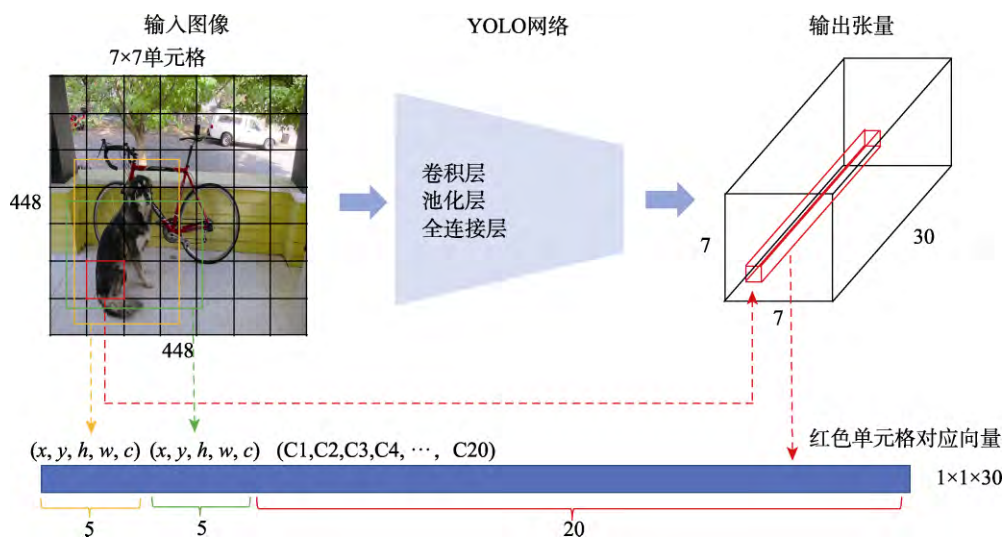 输入图像
YOLO网络
输出张量
7×7单元格
448
448
卷积层
池化层
全连接层
7
7
30
(x, y, h, w, c) (x, y, h, w, c) (C1,C2,C3,C4, ⋯, C20)
红色单元格对应向量
1×1×30
5
5
20